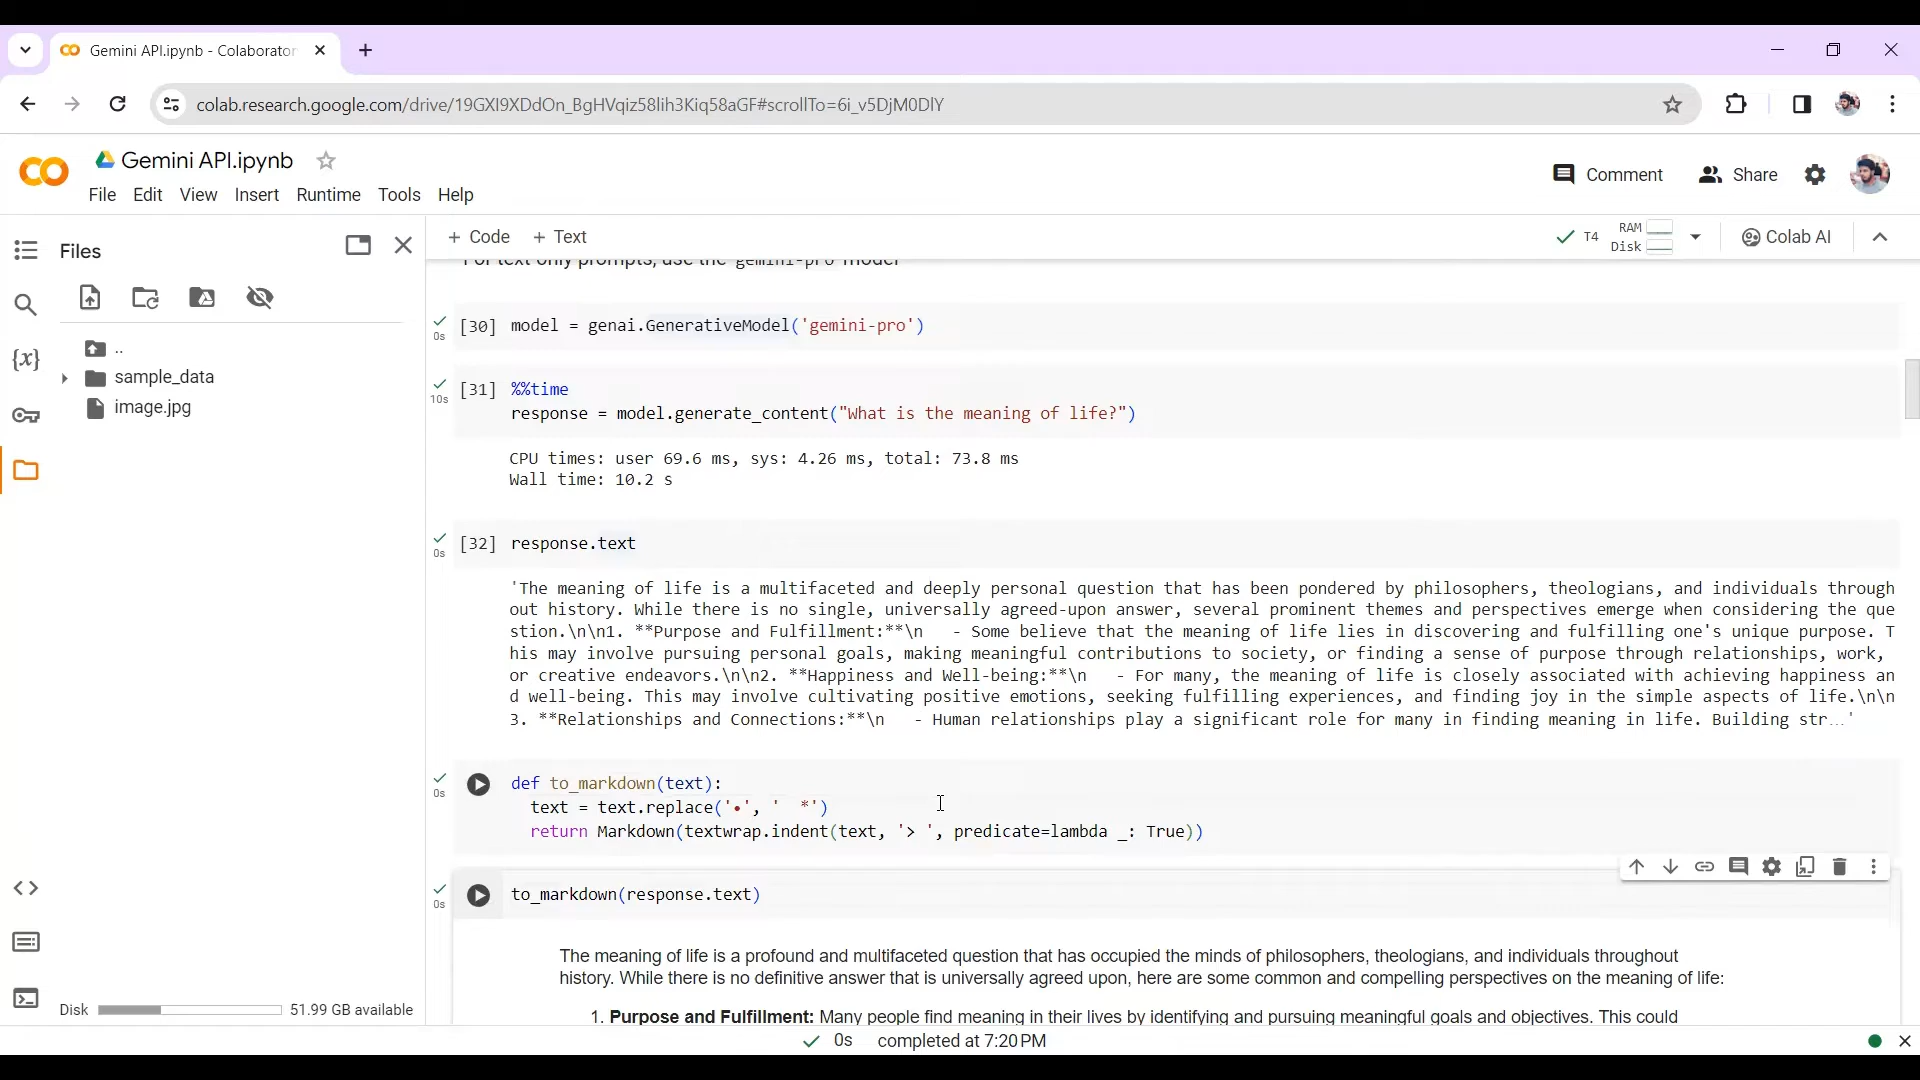 Gemini API.ipynb - Colaborator
colab.research.google.com/drive/19GXI9XDdOn_BgHVqiz58Iih3Kiq58aGF#scrollTo=6i_v5DjM0DlY
Gemini API.ipynb
Comment
Share
File Edit View Insert Runtime Tools Help
Files
+ Code + Text
T4
RAM
Disk
Colab AI
For text-only prompts, use the gemini-pro model
..
sample_data
image.jpg
0s
[30] model = genai.GenerativeModel('gemini-pro')
10s
[31] %%time
response = model.generate_content("What is the meaning of life?")
CPU times: user 69.6 ms, sys: 4.26 ms, total: 73.8 ms
Wall time: 10.2 s
0s
[32] response.text
'The meaning of life is a multifaceted and deeply personal question that has been pondered by philosophers, theologians, and individuals through
out history. While there is no single, universally agreed-upon answer, several prominent themes and perspectives emerge when considering the que
stion.\n\n1. **Purpose and Fulfillment:**\n   - Some believe that the meaning of life lies in discovering and fulfilling one's unique purpose. T
his may involve pursuing personal goals, making meaningful contributions to society, or finding a sense of purpose through relationships, work,
or creative endeavors.\n\n2. **Happiness and Well-being:**\n   - For many, the meaning of life is closely associated with achieving happiness an
d well-being. This may involve cultivating positive emotions, seeking fulfilling experiences, and finding joy in the simple aspects of life.\n\n
3. **Relationships and Connections:**\n   - Human relationships play a significant role for many in finding meaning in life. Building str…'
0s
def to_markdown(text):
text = text.replace('•', '  *')
return Markdown(textwrap.indent(text, '> ', predicate=lambda _: True))
0s
to_markdown(response.text)
The meaning of life is a profound and multifaceted question that has occupied the minds of philosophers, theologians, and individuals throughout
history. While there is no definitive answer that is universally agreed upon, here are some common and compelling perspectives on the meaning of life:
1. Purpose and Fulfillment: Many people find meaning in their lives by identifying and pursuing meaningful goals and objectives. This could
Disk 51.99 GB available
0s completed at 7:20 PM